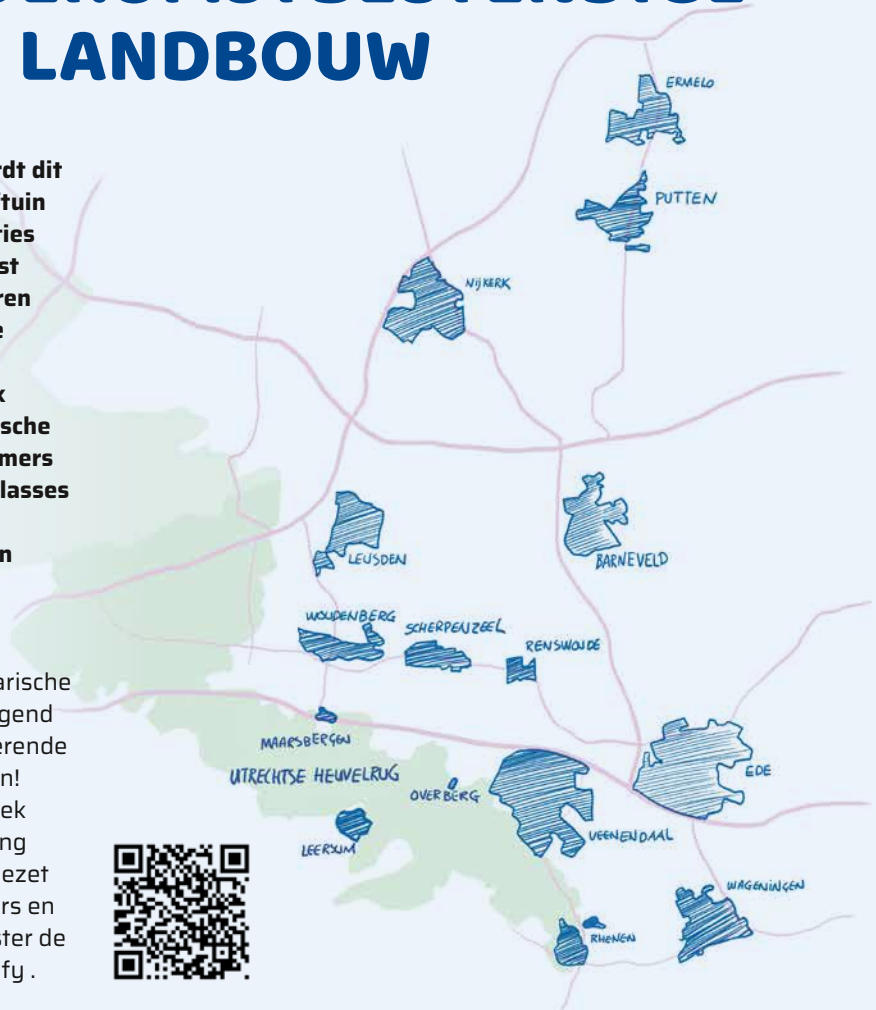 LANDBOUW
rdt dit
tuin
ties
st
ren
e
k
sche
mers
lasses
n
arische
gend
erende
n!
ek
ng
ezet
rs en
ster de
fy .
ERMELO
PUTTEN
NIJKERK
LEUSDEN
BARNEVELD
WOUDENBERG
SCHERPENZEEL
RENSWOUDE
MAARSBERGEN
UTRECHTSE HEUVELRUG
OVERBERG
EDE
LEERSUM
VEENENDAAL
WAGENINGEN
RHENEN